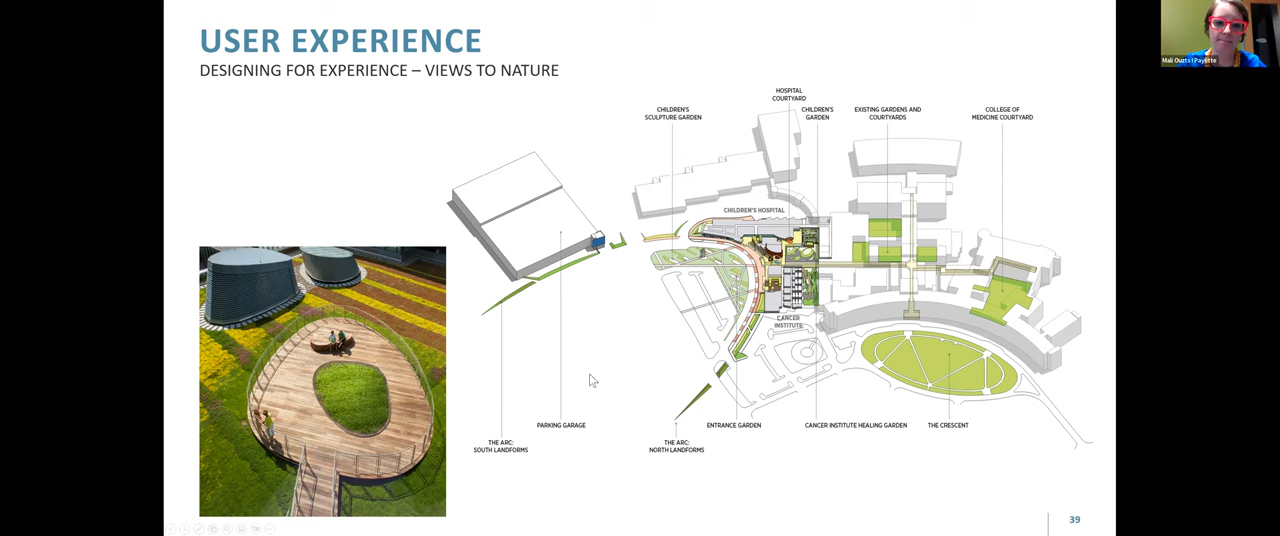 USER EXPERIENCE
DESIGNING FOR EXPERIENCE – VIEWS TO NATURE
Mali Ouzts | Payette
HOSPITAL
COURTYARD
CHILDREN'S
SCULPTURE GARDEN
CHILDREN'S
GARDEN
EXISTING GARDENS AND
COURTYARDS
COLLEGE OF
MEDICINE COURTYARD
CHILDREN'S HOSPITAL
CANCER
INSTITUTE
PARKING GARAGE
ENTRANCE GARDEN
CANCER INSTITUTE HEALING GARDEN
THE CRESCENT
THE ARC:
SOUTH LANDFORMS
THE ARC:
NORTH LANDFORMS
39